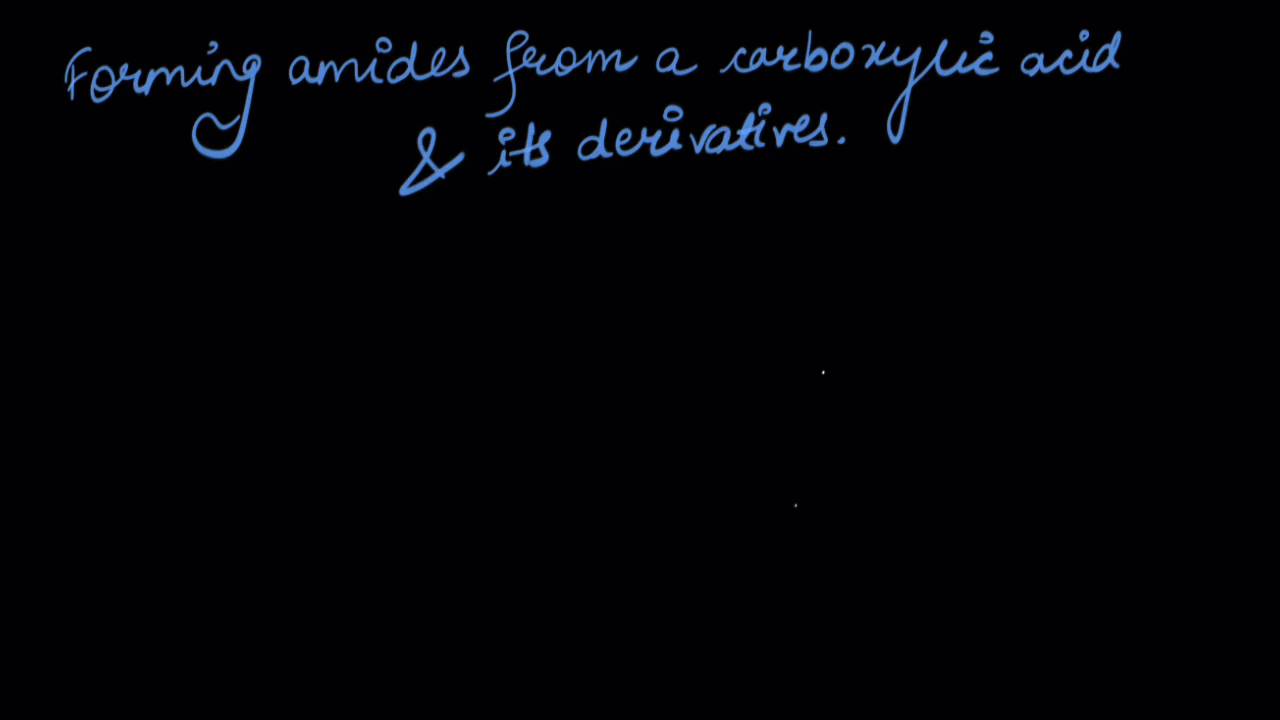 Forming amides from a carboxylic acid
& its derivatives.